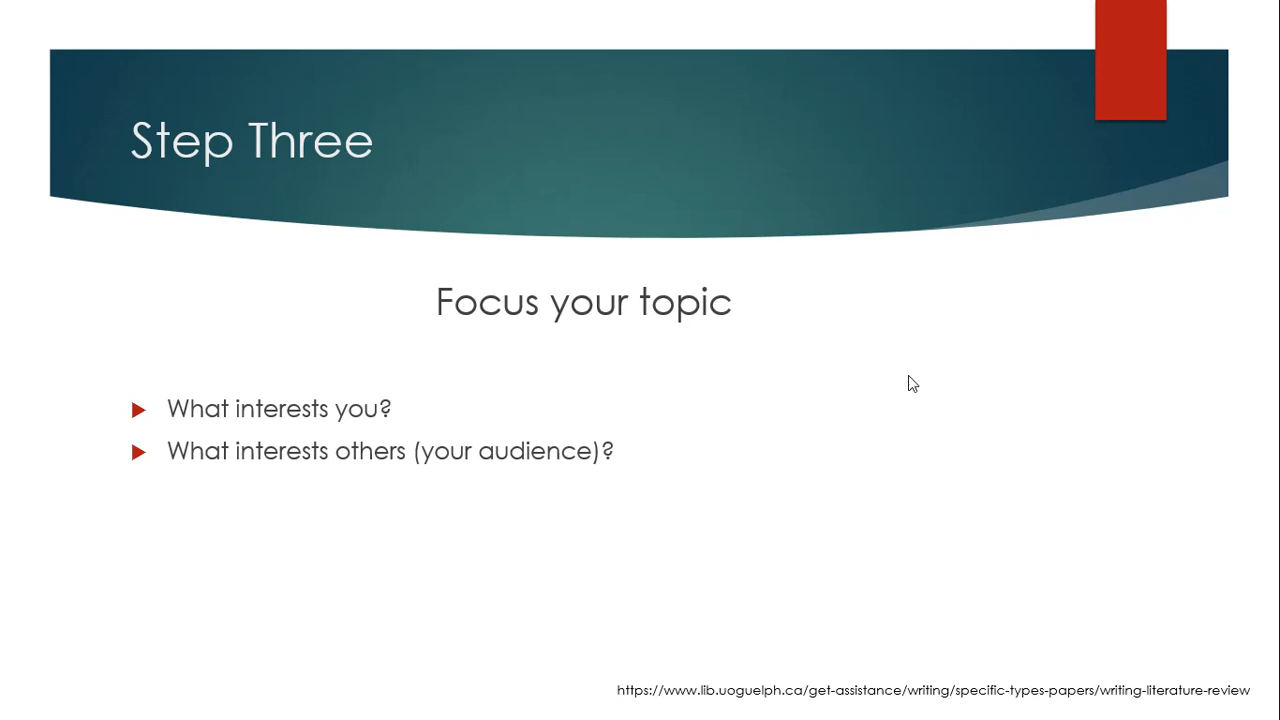 Step Three
Focus your topic
What interests you?
What interests others (your audience)?
https://www.lib.uoguelph.ca/get-assistance/writing/specific-types-papers/writing-literature-review